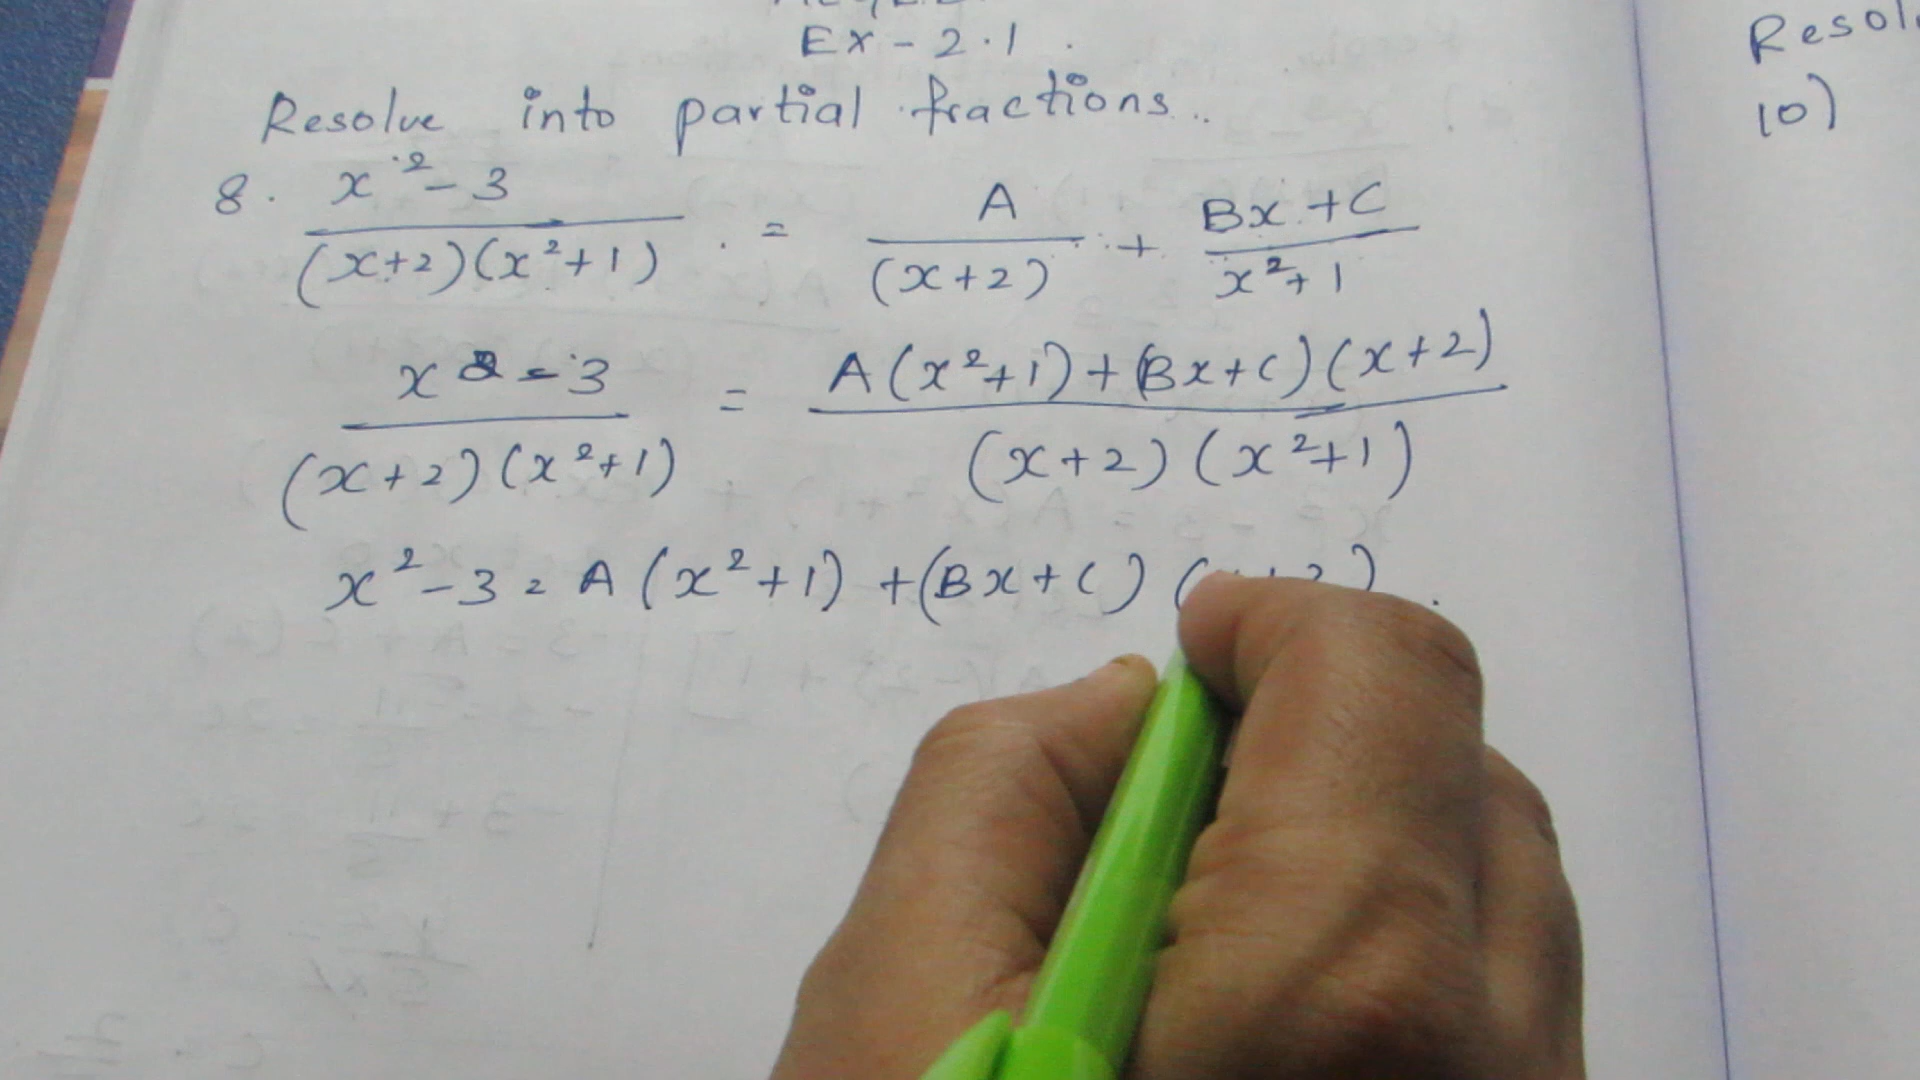 Ex - 2.1
Resolve into partial fractions..
8. x² - 3 / (x+2)(x²+1) = A / (x+2) + Bx + C / x²+1
x² - 3 / (x+2)(x²+1) = A(x²+1) + (Bx+C)(x+2) / (x+2)(x²+1)
x² - 3 = A(x²+1) + (Bx+C)
Resol
10)